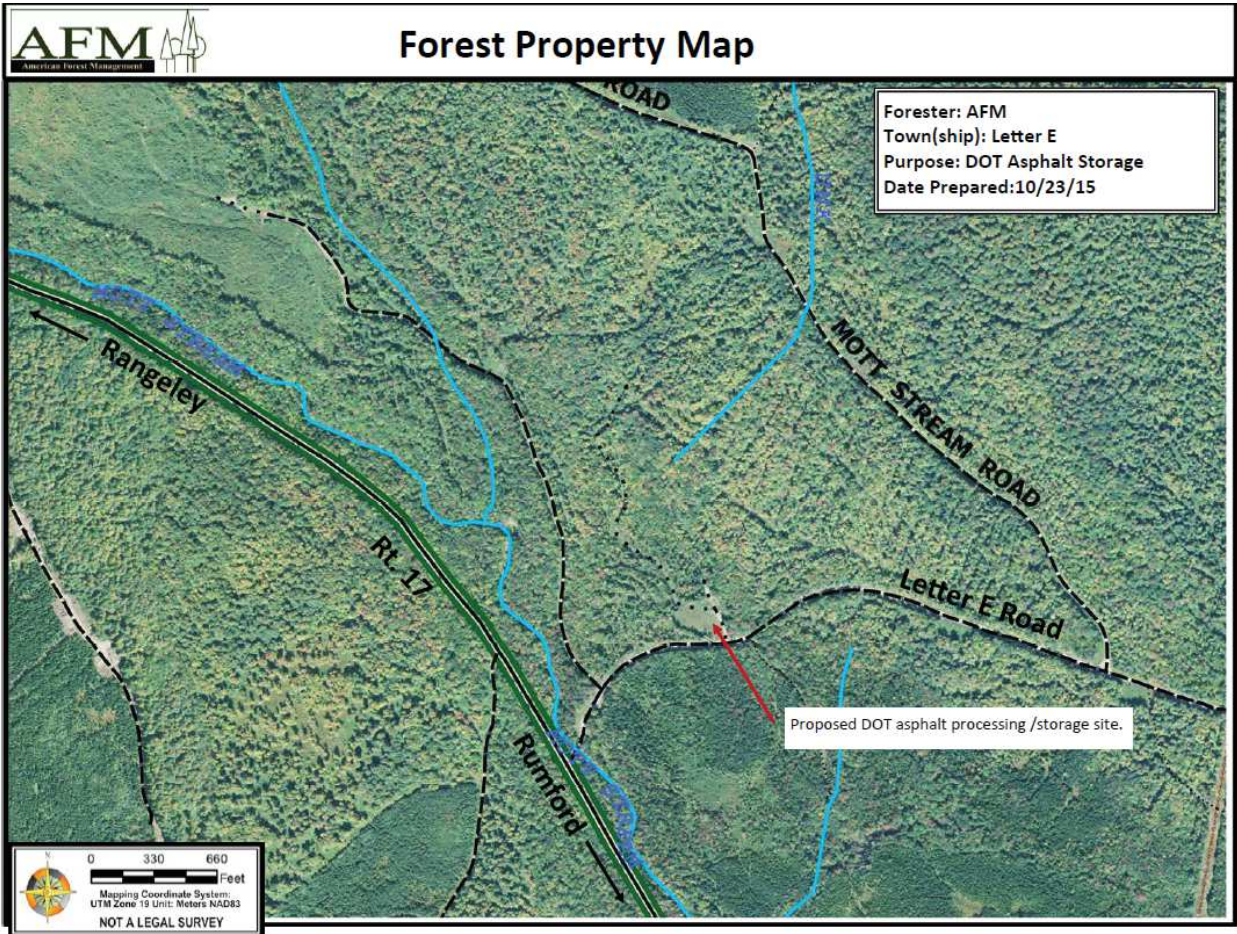 AFM
American Forest Management
Forest Property Map
Forester: AFM
Town(ship): Letter E
Purpose: DOT Asphalt Storage
Date Prepared:10/23/15
ROAD
Rangeley
MOTT STREAM ROAD
Rt. 17
Letter E Road
Proposed DOT asphalt processing /storage site.
Rumford
N
0 330 660
Feet
Mapping Coordinate System:
UTM Zone 19 Unit: Meters NAD83
NOT A LEGAL SURVEY